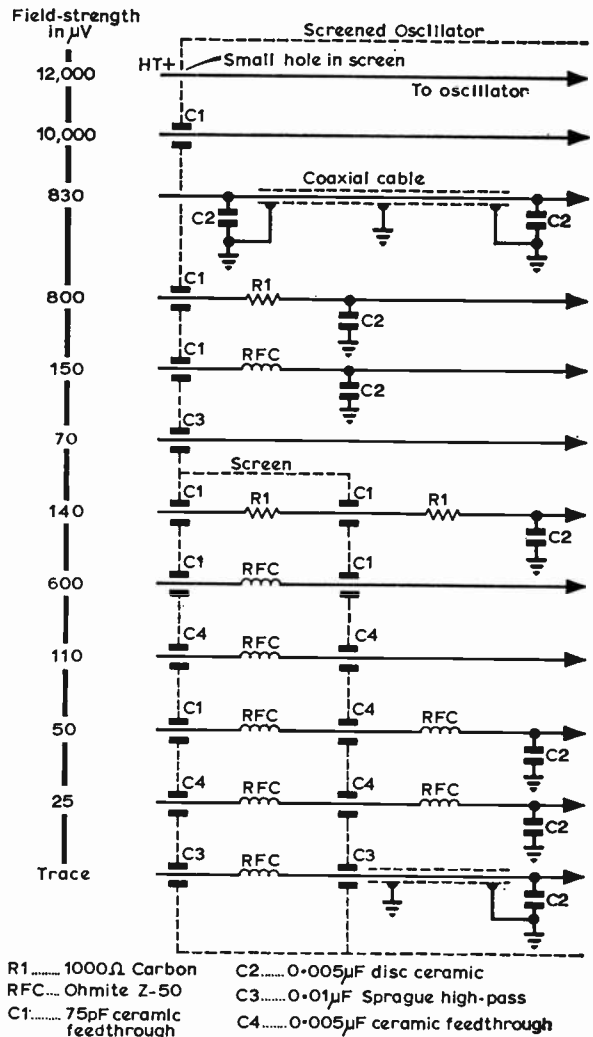 Field-strength
in µV
Screened Oscillator
HT+
Small hole in screen
12,000
To oscillator
C1
10,000
Coaxial cable
830
C2
C2
C1
R1
800
C2
C1
RFC
150
C2
C3
70
Screen
C1
R1
C1
R1
140
C2
C1
RFC
C1
600
C4
RFC
C4
110
C1
RFC
C4
RFC
50
C2
C4
RFC
C4
RFC
25
C2
C3
RFC
C3
Trace
C2
R1........ 1000Ω Carbon
RFC... Ohmite Z-50
C1........ 75pF ceramic
feedthrough
C2......0·005µF disc ceramic
C3......0·01µF Sprague high-pass
C4......0·005µF ceramic feedthrough